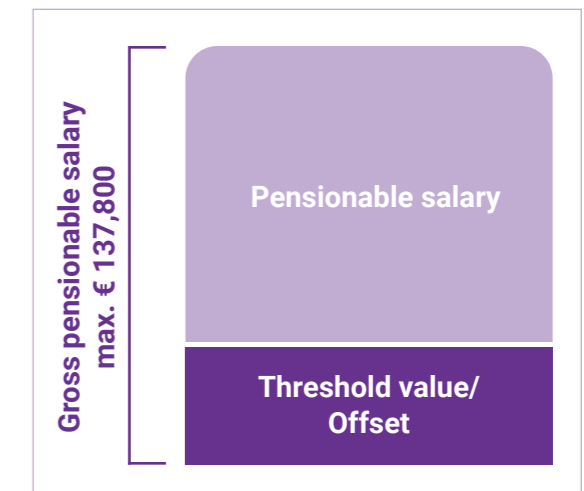 Gross pensionable salary
max. € 137,800
Pensionable salary
Threshold value/
Offset